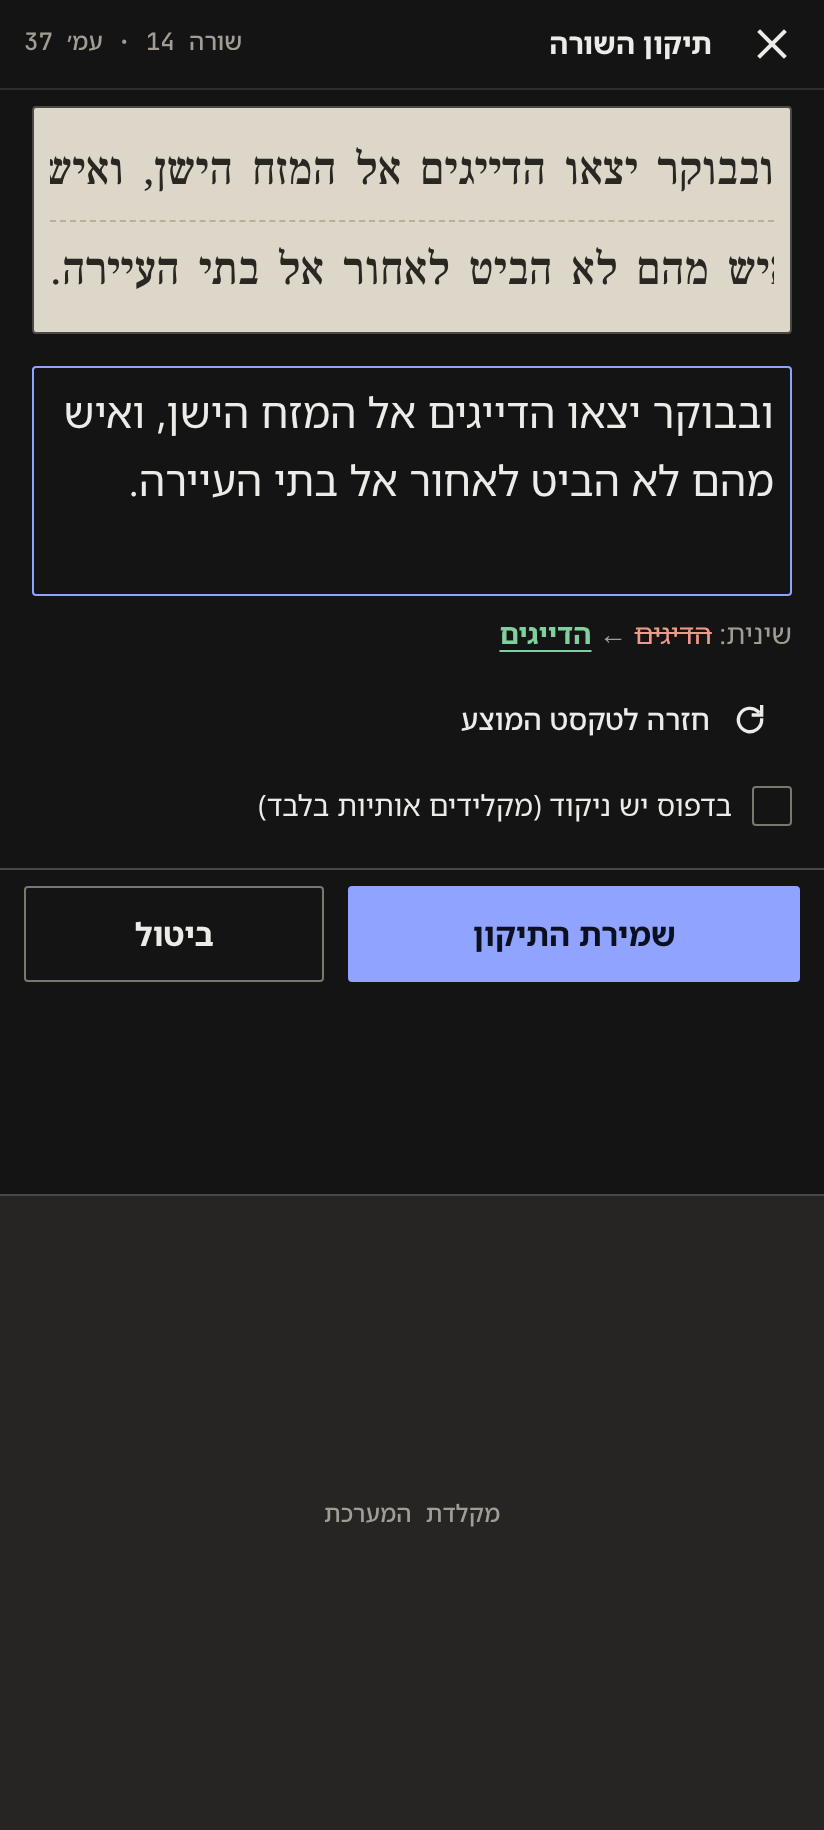 תיקון השורה
שורה 14 · עמ׳ 37
ובבוקר יצאו הדייגים אל המזח הישן, ואיש
איש מהם לא הביט לאחור אל בתי העיירה.
ובבוקר יצאו הדייגים אל המזח הישן, ואיש
מהם לא הביט לאחור אל בתי העיירה.
שינית: הדיגים ← הדייגים
חזרה לטקסט המוצע
בדפוס יש ניקוד (מקלידים אותיות בלבד)
שמירת התיקון
ביטול
מקלדת המערכת